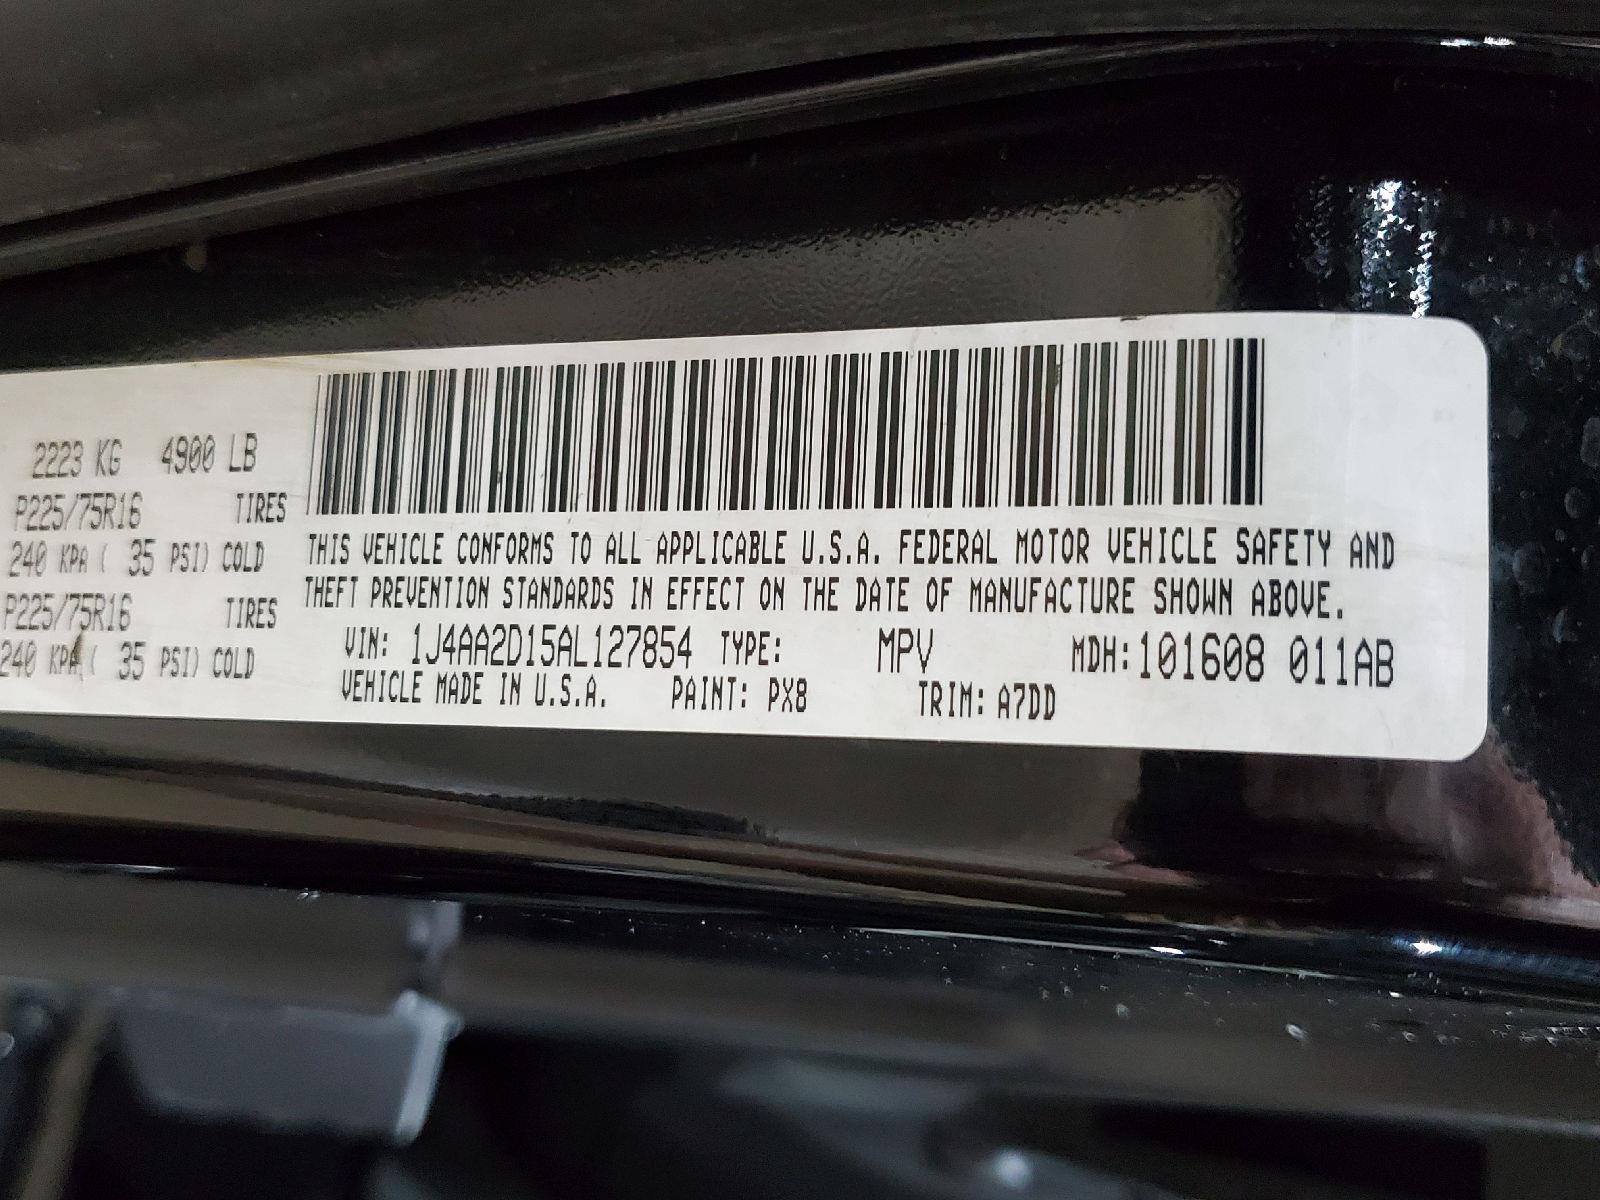 2223 KG 4900 LB
P225/75R16 TIRES
240 KPA ( 35 PSI) COLD
P225/75R16 TIRES
240 KPA ( 35 PSI) COLD
THIS VEHICLE CONFORMS TO ALL APPLICABLE U.S.A. FEDERAL MOTOR VEHICLE SAFETY AND
THEFT PREVENTION STANDARDS IN EFFECT ON THE DATE OF MANUFACTURE SHOWN ABOVE.
VIN: 1J4AA2D15AL127854 TYPE: MPV MDH:101608 011AB
VEHICLE MADE IN U.S.A. PAINT: PX8 TRIM: A7DD